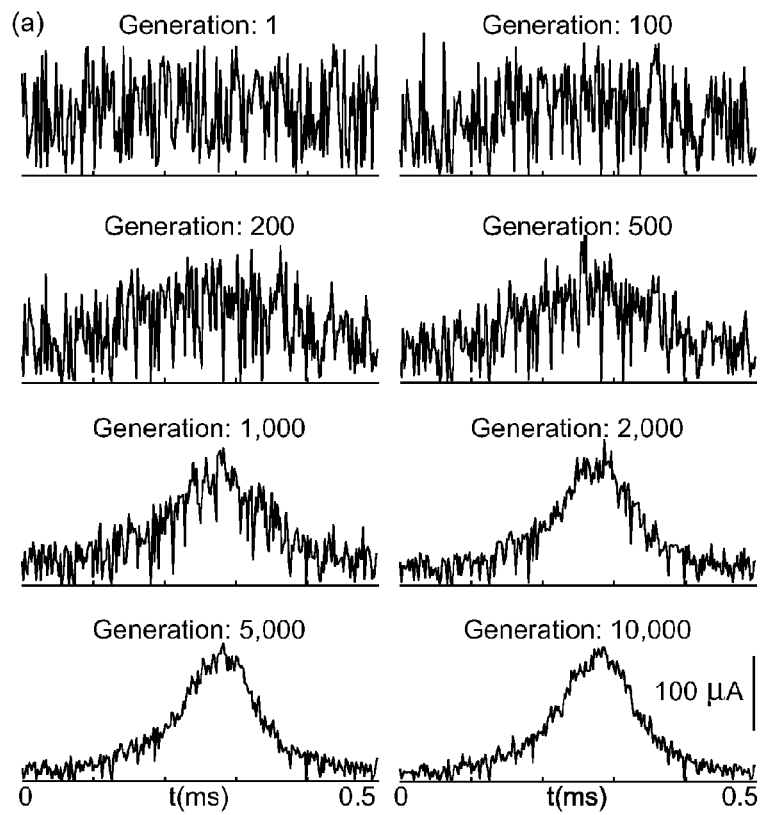 (a)
Generation: 1
Generation: 100
Generation: 200
Generation: 500
Generation: 1,000
Generation: 2,000
Generation: 5,000
Generation: 10,000
100 μA
0 t(ms) 0.5
0 t(ms) 0.5